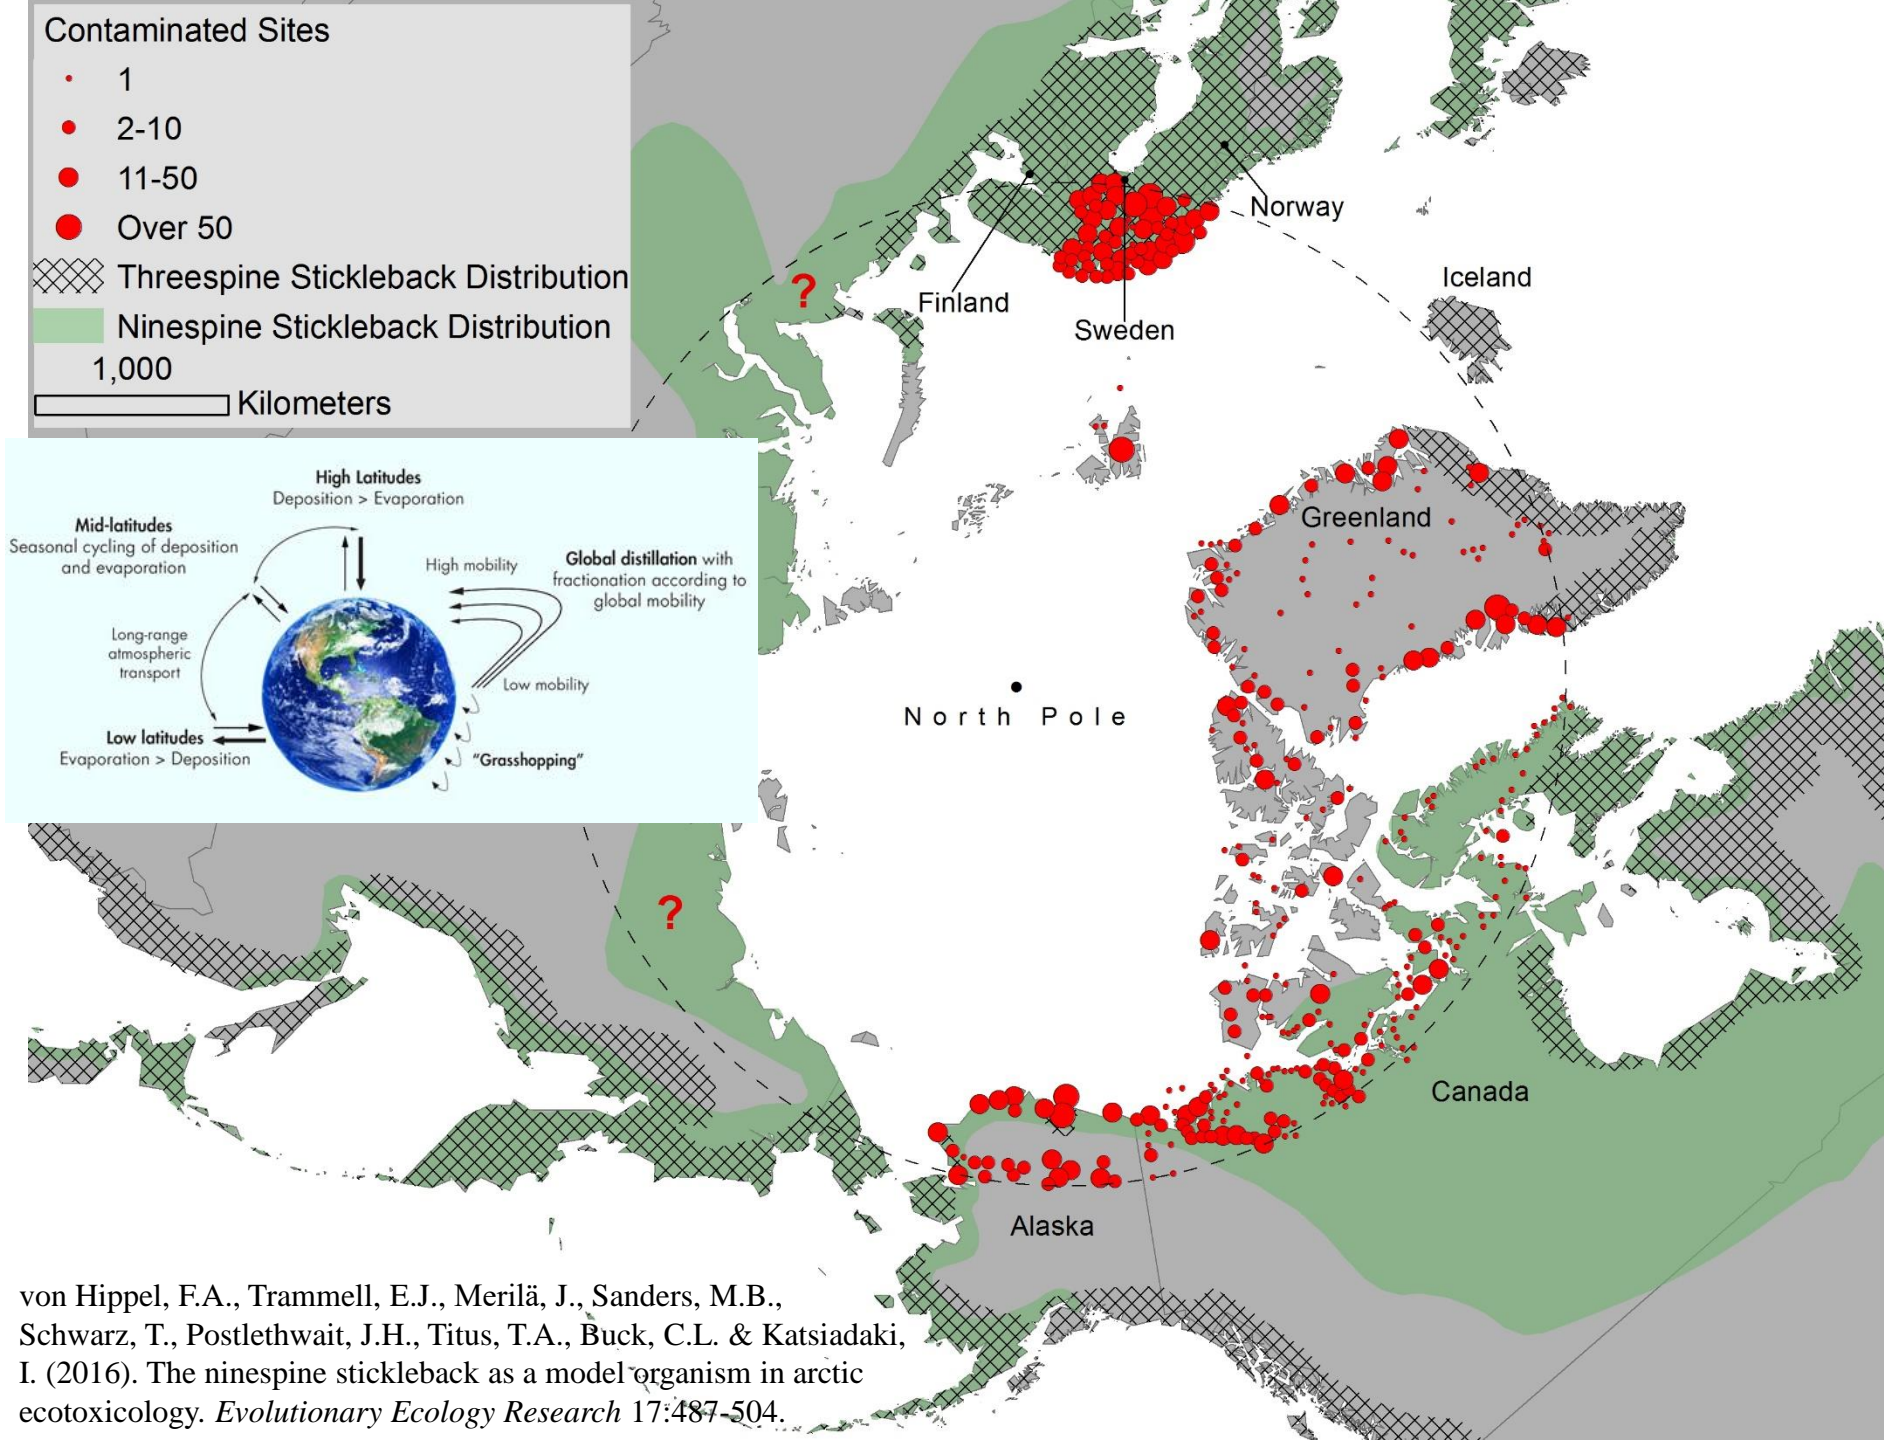 Contaminated Sites
1
2-10
11-50
Over 50
Threespine Stickleback Distribution
Ninespine Stickleback Distribution
1,000
Kilometers
?
Finland
Sweden
Norway
Iceland
Greenland
North Pole
High Latitudes
Deposition > Evaporation
Mid-latitudes
Seasonal cycling of deposition
and evaporation
High mobility
Global distillation with
fractionation according to
global mobility
Long-range
atmospheric
transport
Low mobility
Low latitudes
Evaporation > Deposition
"Grasshopping"
?
Canada
Alaska
von Hippel, F.A., Trammell, E.J., Merilä, J., Sanders, M.B.,
Schwarz, T., Postlethwait, J.H., Titus, T.A., Buck, C.L. & Katsiadaki,
I. (2016). The ninespine stickleback as a model organism in arctic
ecotoxicology. Evolutionary Ecology Research 17:487-504.